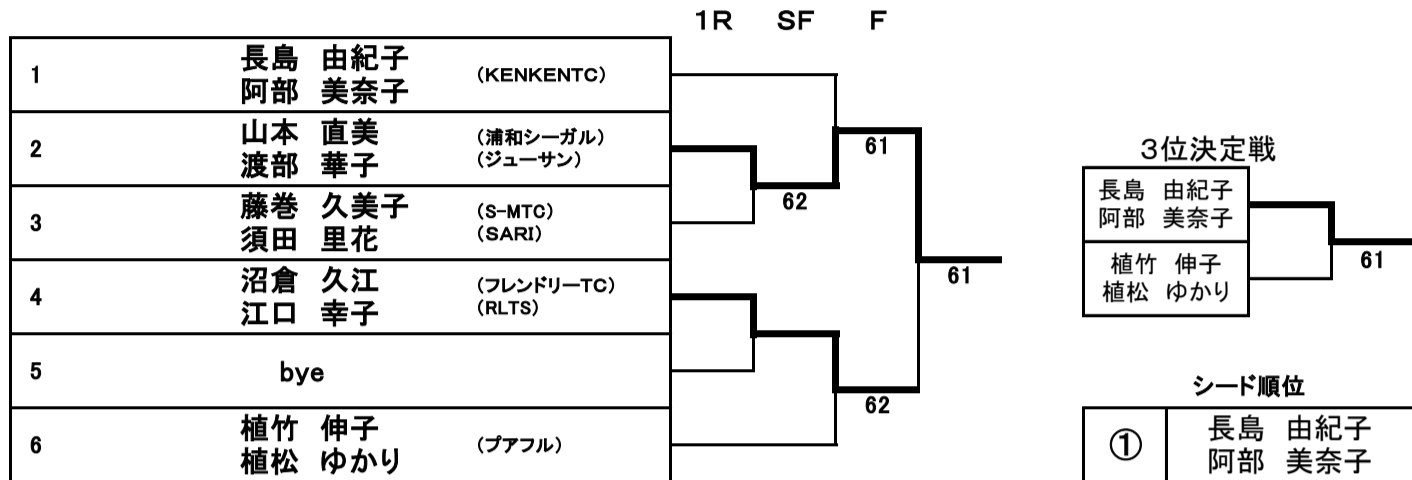 1R SF F
1
長島 由紀子
阿部 美奈子
(KENKENTC)
2
山本 直美
渡部 華子
(浦和シーガル)
(ジューサン)
3
藤巻 久美子
須田 里花
(S-MTC)
(SARI)
4
沼倉 久江
江口 幸子
(フレンドリーTC)
(RLTS)
5
bye
6
植竹 伸子
植松 ゆかり
(プアフル)
62
61
62
61
3位決定戦
長島 由紀子
阿部 美奈子
植竹 伸子
植松 ゆかり
61
シード順位
①
長島 由紀子
阿部 美奈子